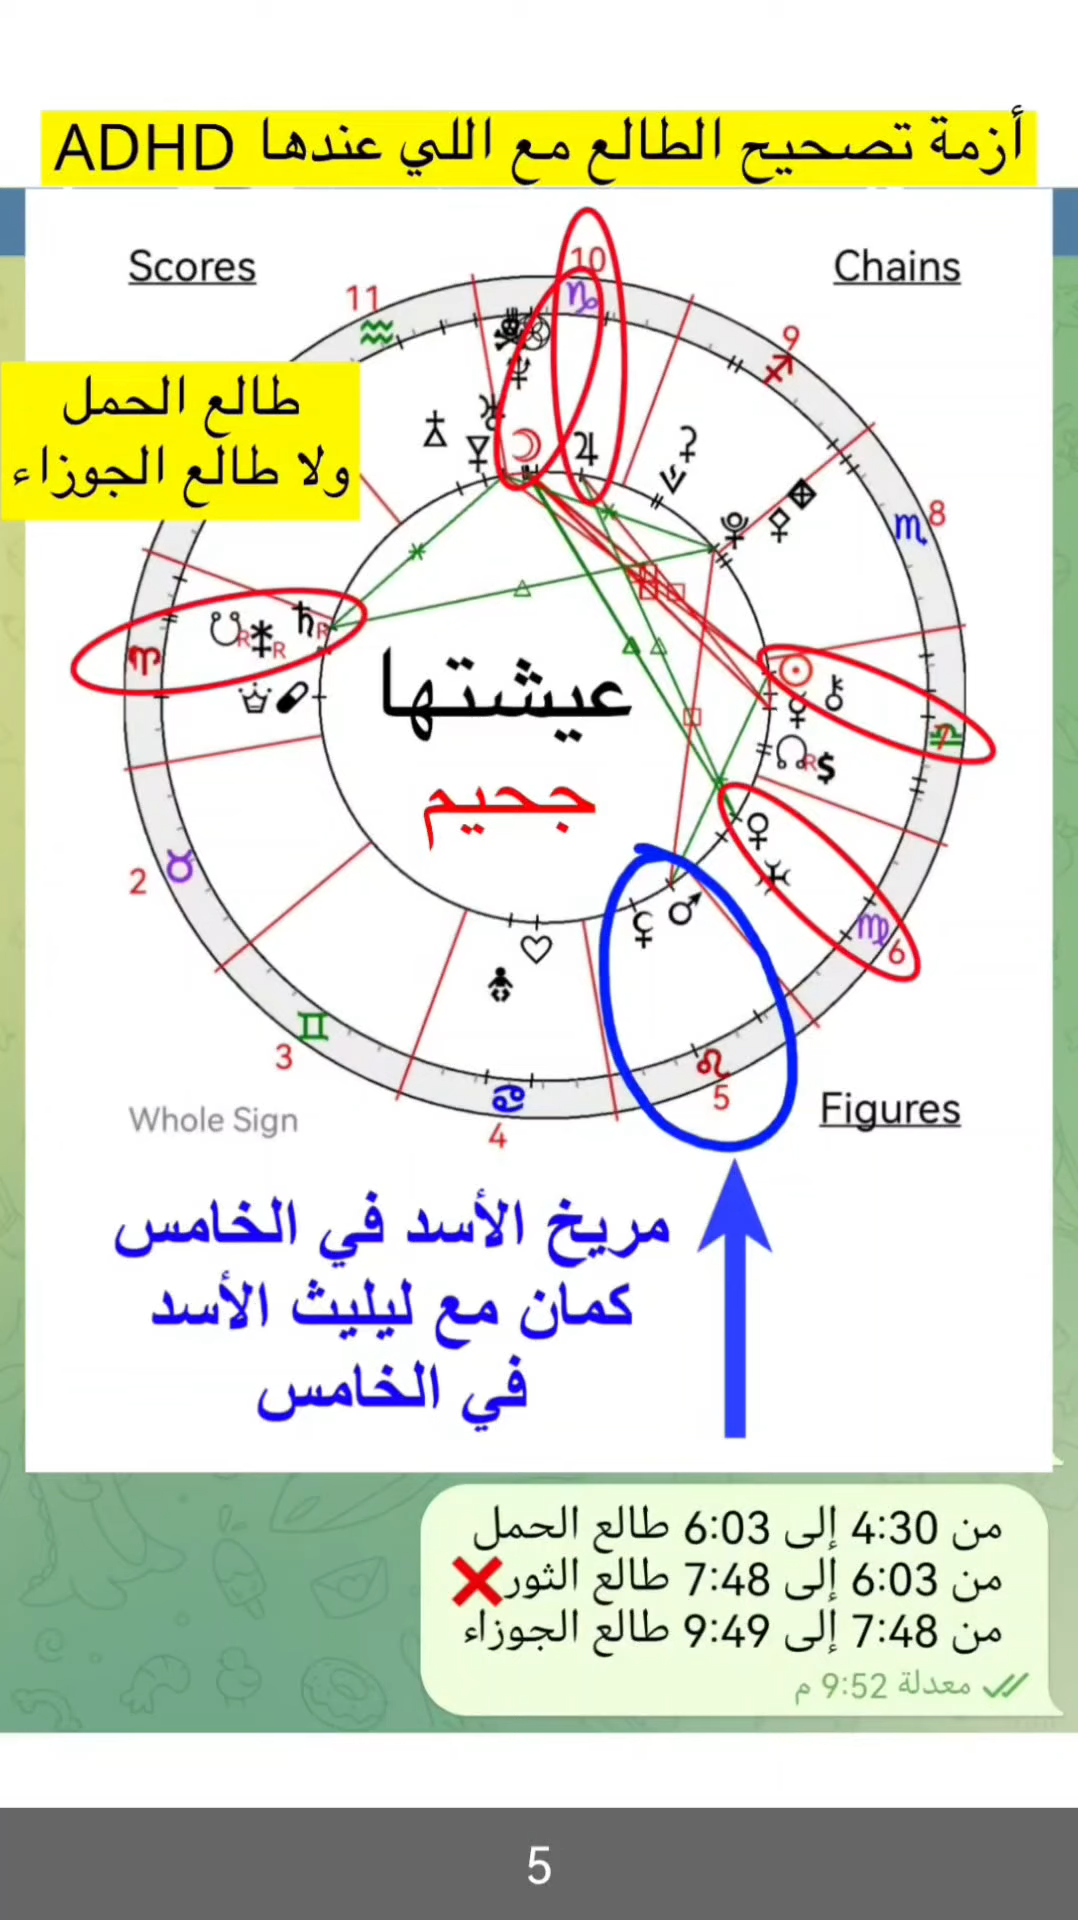 أزمة تصحيح الطالع مع اللي عندها ADHD
Scores
Chains
10
11
9
طالع الحمل
ولا طالع الجوزاء
8
R
R
R
عيشتها
جحيم
R
$
7
2
6
3
5
4
Whole Sign
Figures
مريخ الأسد في الخامس
كمان مع ليليث الأسد
في الخامس
من 4:30 إلى 6:03 طالع الحمل
من 6:03 إلى 7:48 طالع الثور❌
من 7:48 إلى 9:49 طالع الجوزاء
معدلة 9:52 م
5